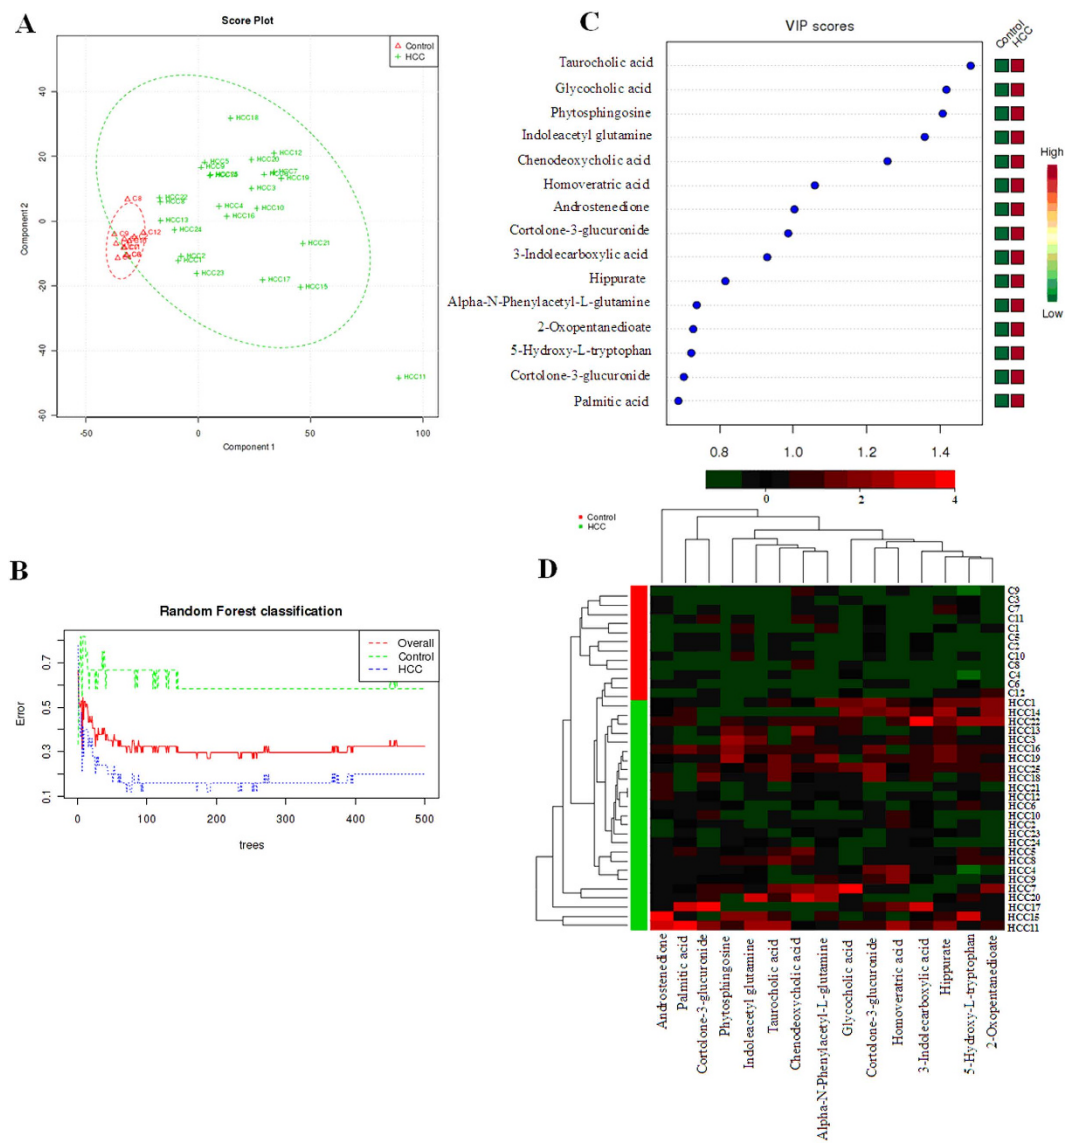 A
Score Plot
Control
HCC
40
20
0
-20
-40
-60
-50
0
50
100
Component 2
Component 1
HCC18
HCC12
HCC20
HCC5
HCC7
HCC19
HCC3
HCC4
HCC10
HCC16
HCC22
HCC13
HCC24
HCC21
HCC2
HCC1
HCC23
HCC17
HCC15
HCC11
C8
C9
C12
B
Random Forest classification
Overall
Control
HCC
Error
0.7
0.5
0.3
0.1
0
100
200
300
400
500
trees
C
VIP scores
Control
HCC
Taurocholic acid
Glycocholic acid
Phytosphingosine
Indoleacetyl glutamine
Chenodeoxycholic acid
Homoveratric acid
Androstenedione
Cortolone-3-glucuronide
3-Indolecarboxylic acid
Hippurate
Alpha-N-Phenylacetyl-L-glutamine
2-Oxopentanedioate
5-Hydroxy-L-tryptophan
Cortolone-3-glucuronide
Palmitic acid
0.8
1.0
1.2
1.4
High
Low
0
2
4
Control
HCC
D
C9
C3
C7
C11
C1
C5
C2
C10
C8
C4
C6
C12
HCC1
HCC14
HCC22
HCC13
HCC3
HCC16
HCC19
HCC25
HCC18
HCC21
HCC12
HCC6
HCC10
HCC2
HCC23
HCC24
HCC5
HCC8
HCC4
HCC9
HCC7
HCC20
HCC17
HCC15
HCC11
Androstenedione
Palmitic acid
Cortolone-3-glucuronide
Phytosphingosine
Indoleacetyl glutamine
Taurocholic acid
Chenodeoxycholic acid
Alpha-N-Phenylacetyl-L-glutamine
Glycocholic acid
Cortolone-3-glucuronide
Homoveratric acid
3-Indolecarboxylic acid
Hippurate
5-Hydroxy-L-tryptophan
2-Oxopentanedioate